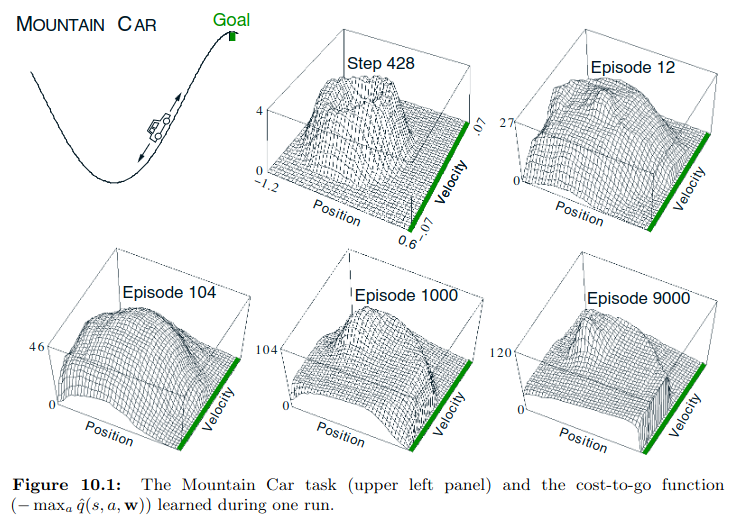 MOUNTAIN CAR
Goal
Step 428
4
0
-1.2
Position
0.6
-.07
Velocity
.07
Episode 12
27
0
Position
Velocity
Episode 104
46
0
Position
Velocity
Episode 1000
104
0
Position
Velocity
Episode 9000
120
0
Position
Velocity
Figure 10.1: The Mountain Car task (upper left panel) and the cost-to-go function
(− maxₐ q̂(s, a, w)) learned during one run.